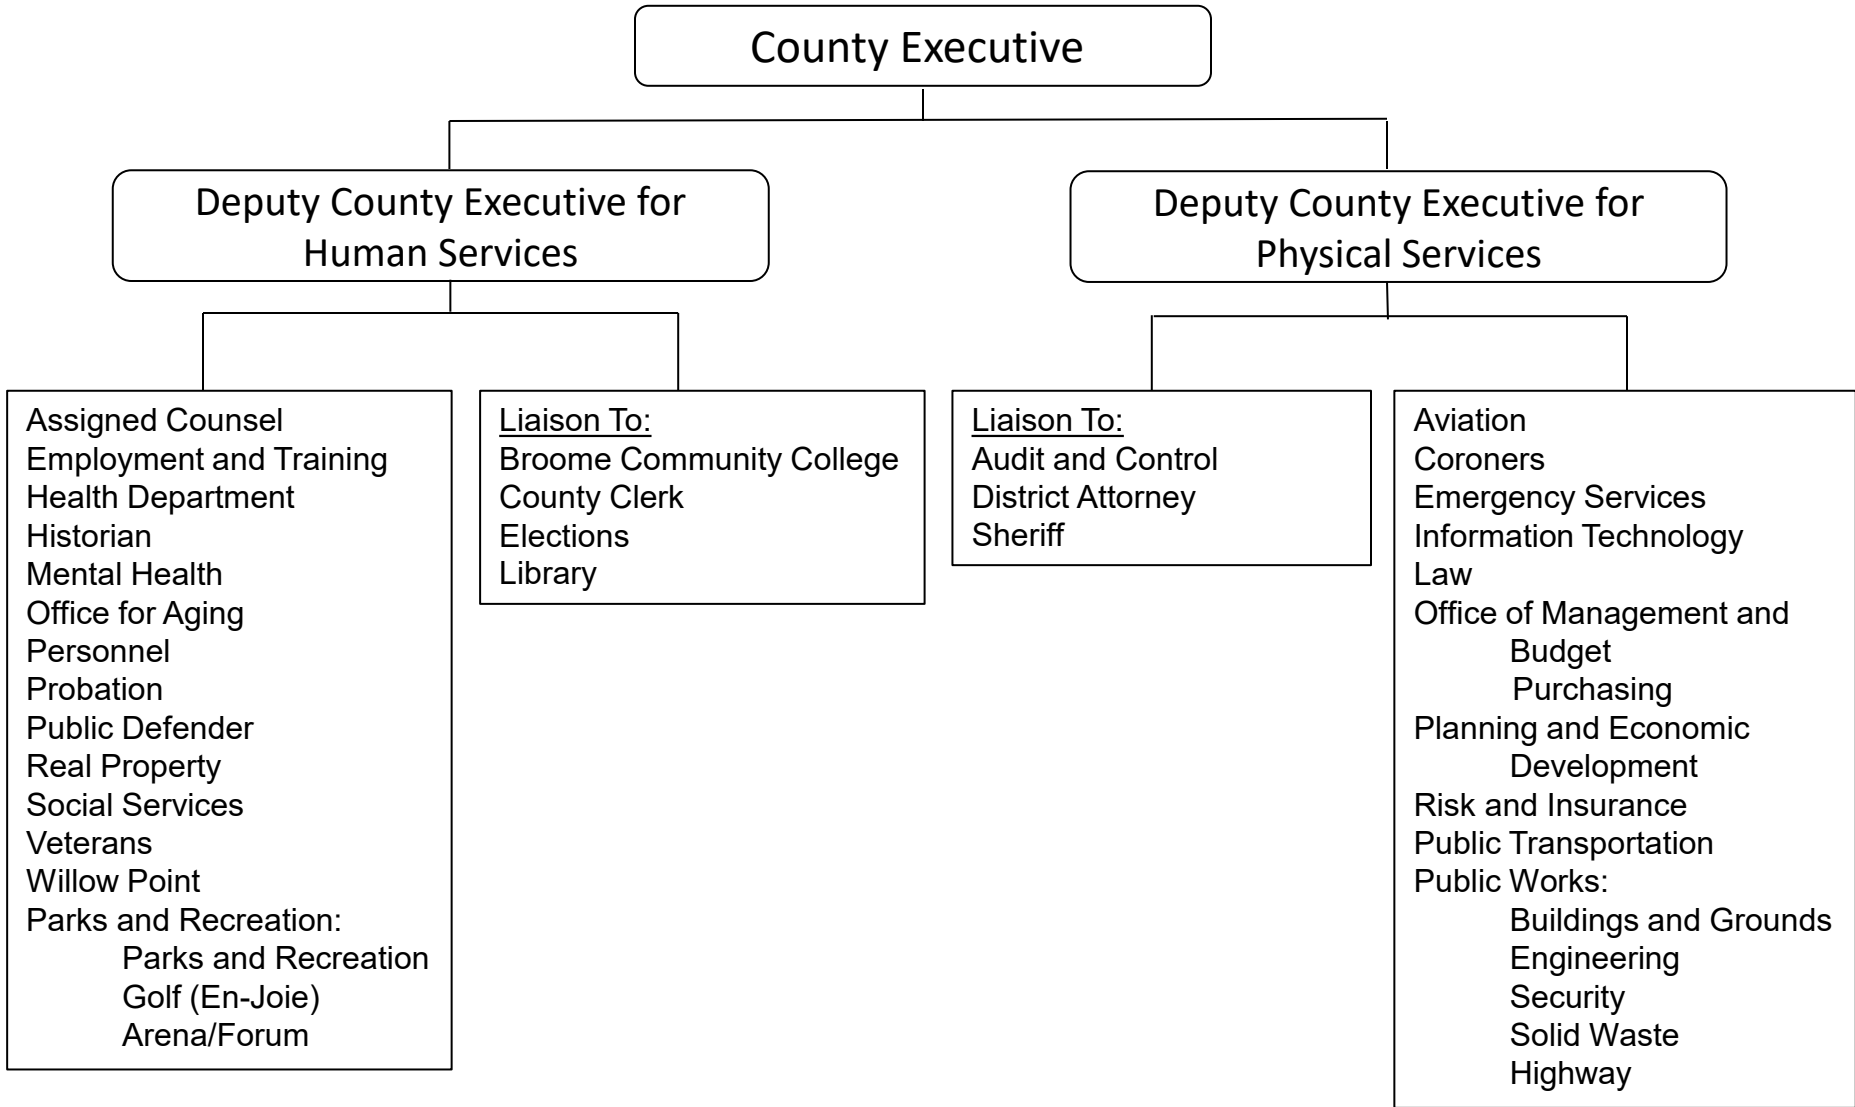 County Executive
Deputy County Executive for
Human Services
Deputy County Executive for
Physical Services
Assigned Counsel
Employment and Training
Health Department
Historian
Mental Health
Office for Aging
Personnel
Probation
Public Defender
Real Property
Social Services
Veterans
Willow Point
Parks and Recreation:
Parks and Recreation
Golf (En-Joie)
Arena/Forum
Liaison To:
Broome Community College
County Clerk
Elections
Library
Liaison To:
Audit and Control
District Attorney
Sheriff
Aviation
Coroners
Emergency Services
Information Technology
Law
Office of Management and
Budget
Purchasing
Planning and Economic
Development
Risk and Insurance
Public Transportation
Public Works:
Buildings and Grounds
Engineering
Security
Solid Waste
Highway